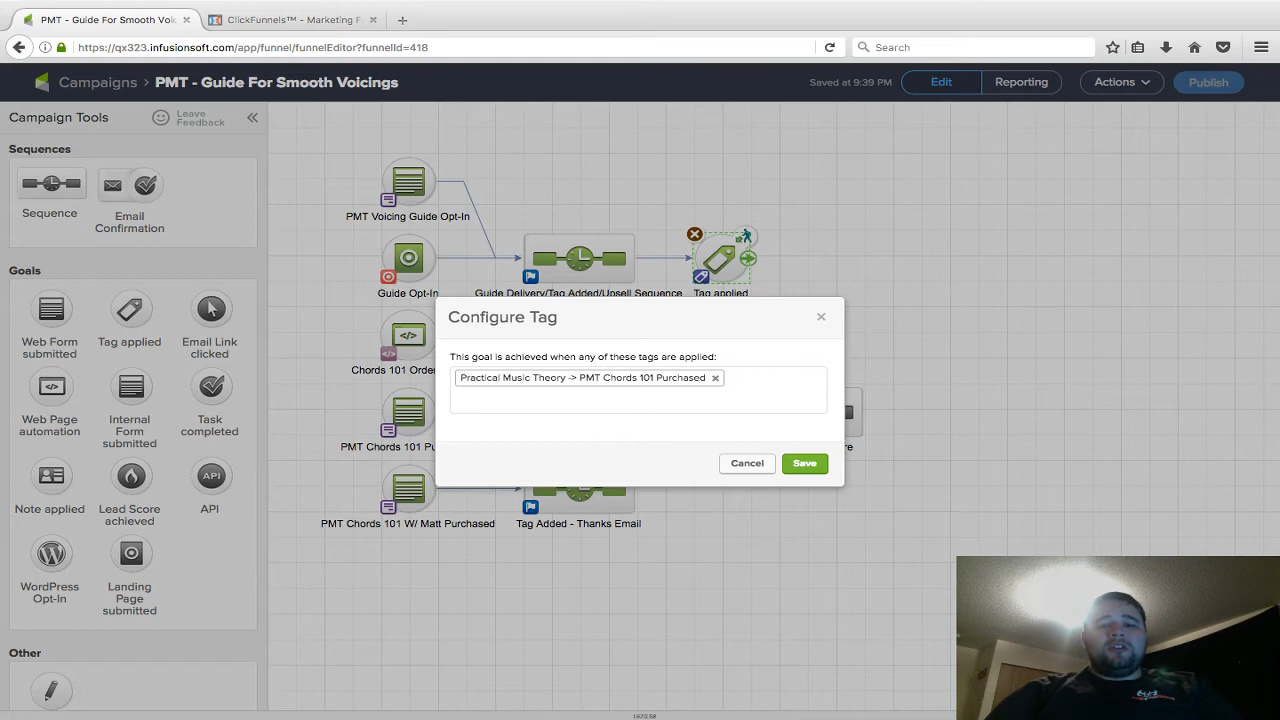 PMT - Guide For Smooth Voic
ClickFunnels™ - Marketing F
https://qx323.infusionsoft.com/app/funnel/funnelEditor?funnelId=418
Search
Campaigns > PMT - Guide For Smooth Voicings
Saved at 9:39 PM
Edit
Reporting
Actions
Publish
Campaign Tools
Leave
Feedback
Sequences
Sequence
Email
Confirmation
Goals
Web Form
submitted
Tag applied
Email Link
clicked
Web Page
automation
Internal
Form
submitted
Task
completed
Note applied
Lead Score
achieved
API
API
WordPress
Opt-In
Landing
Page
submitted
Other
PMT Voicing Guide Opt-In
Guide Opt-In
Guide Delivery/Tag Added/Upsell Sequence
Tag applied
Chords 101 Order
PMT Chords 101 Pu
PMT Chords 101 W/ Matt Purchased
Tag Added - Thanks Email
re
Configure Tag
This goal is achieved when any of these tags are applied:
Practical Music Theory -> PMT Chords 101 Purchased
Cancel
Save